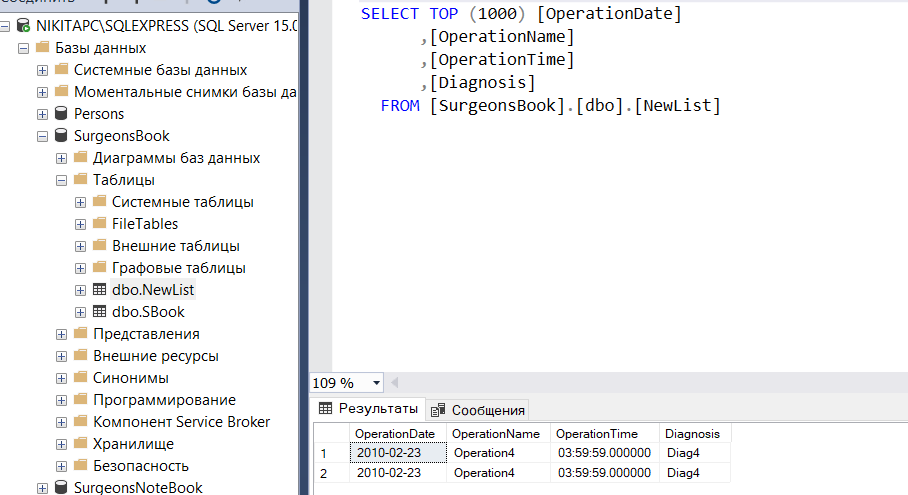 NIKITAPC\SQLEXPRESS (SQL Server 15.0
Базы данных
Системные базы данных
Моментальные снимки базы да
Persons
SurgeonsBook
Диаграммы баз данных
Таблицы
Системные таблицы
FileTables
Внешние таблицы
Графовые таблицы
dbo.NewList
dbo.SBook
Представления
Внешние ресурсы
Синонимы
Программирование
Компонент Service Broker
Хранилище
Безопасность
SurgeonsNoteBook
SELECT TOP (1000) [OperationDate]
,[OperationName]
,[OperationTime]
,[Diagnosis]
FROM [SurgeonsBook].[dbo].[NewList]
109 %
Результаты Сообщения
OperationDate OperationName OperationTime Diagnosis
1 2010-02-23 Operation4 03:59:59.000000 Diag4
2 2010-02-23 Operation4 03:59:59.000000 Diag4